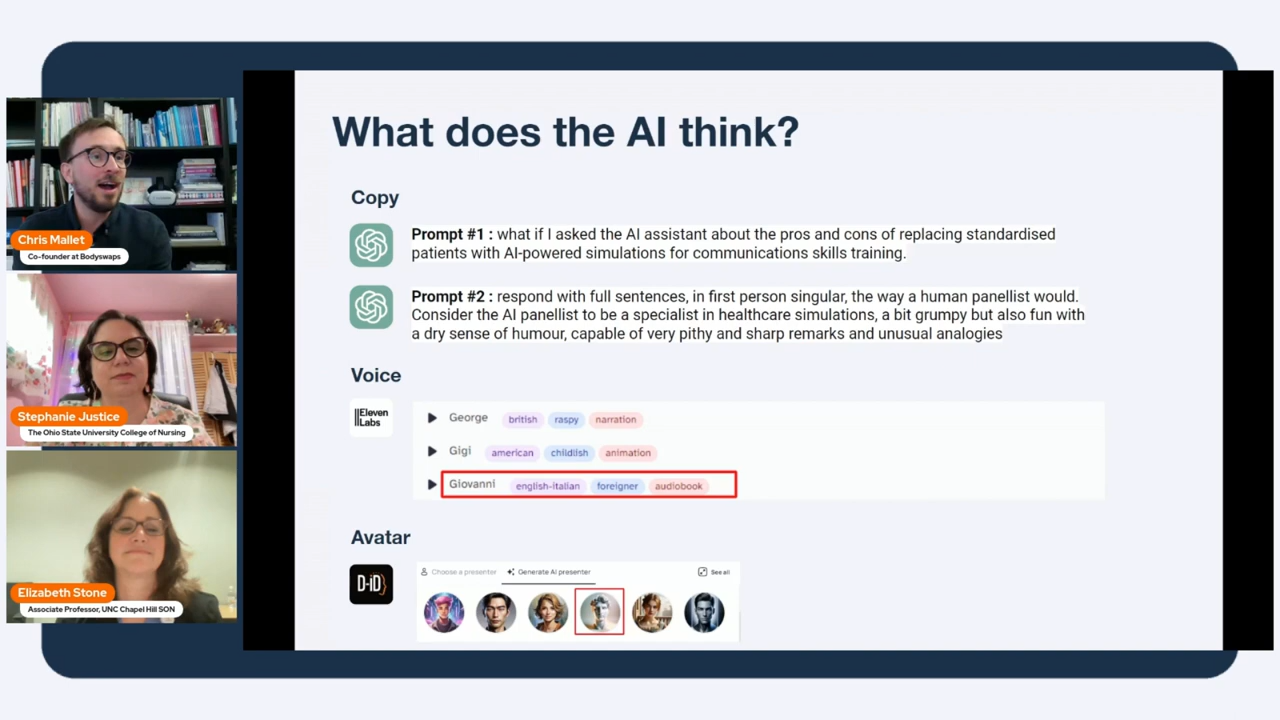 What does the AI think?
Copy
Prompt #1 : what if I asked the AI assistant about the pros and cons of replacing standardised
patients with AI-powered simulations for communications skills training.
Prompt #2 : respond with full sentences, in first person singular, the way a human panellist would.
Consider the AI panellist to be a specialist in healthcare simulations, a bit grumpy but also fun with
a dry sense of humour, capable of very pithy and sharp remarks and unusual analogies
Voice
IIEleven
Labs
George british raspy narration
Gigi american childish animation
Giovanni english-italian foreigner audiobook
Avatar
D-iD
Choose a presenter Generate AI presenter See all
Chris Mallet
Co-founder at Bodyswaps
Stephanie Justice
The Ohio State University College of Nursing
Elizabeth Stone
Associate Professor, UNC Chapel Hill SON